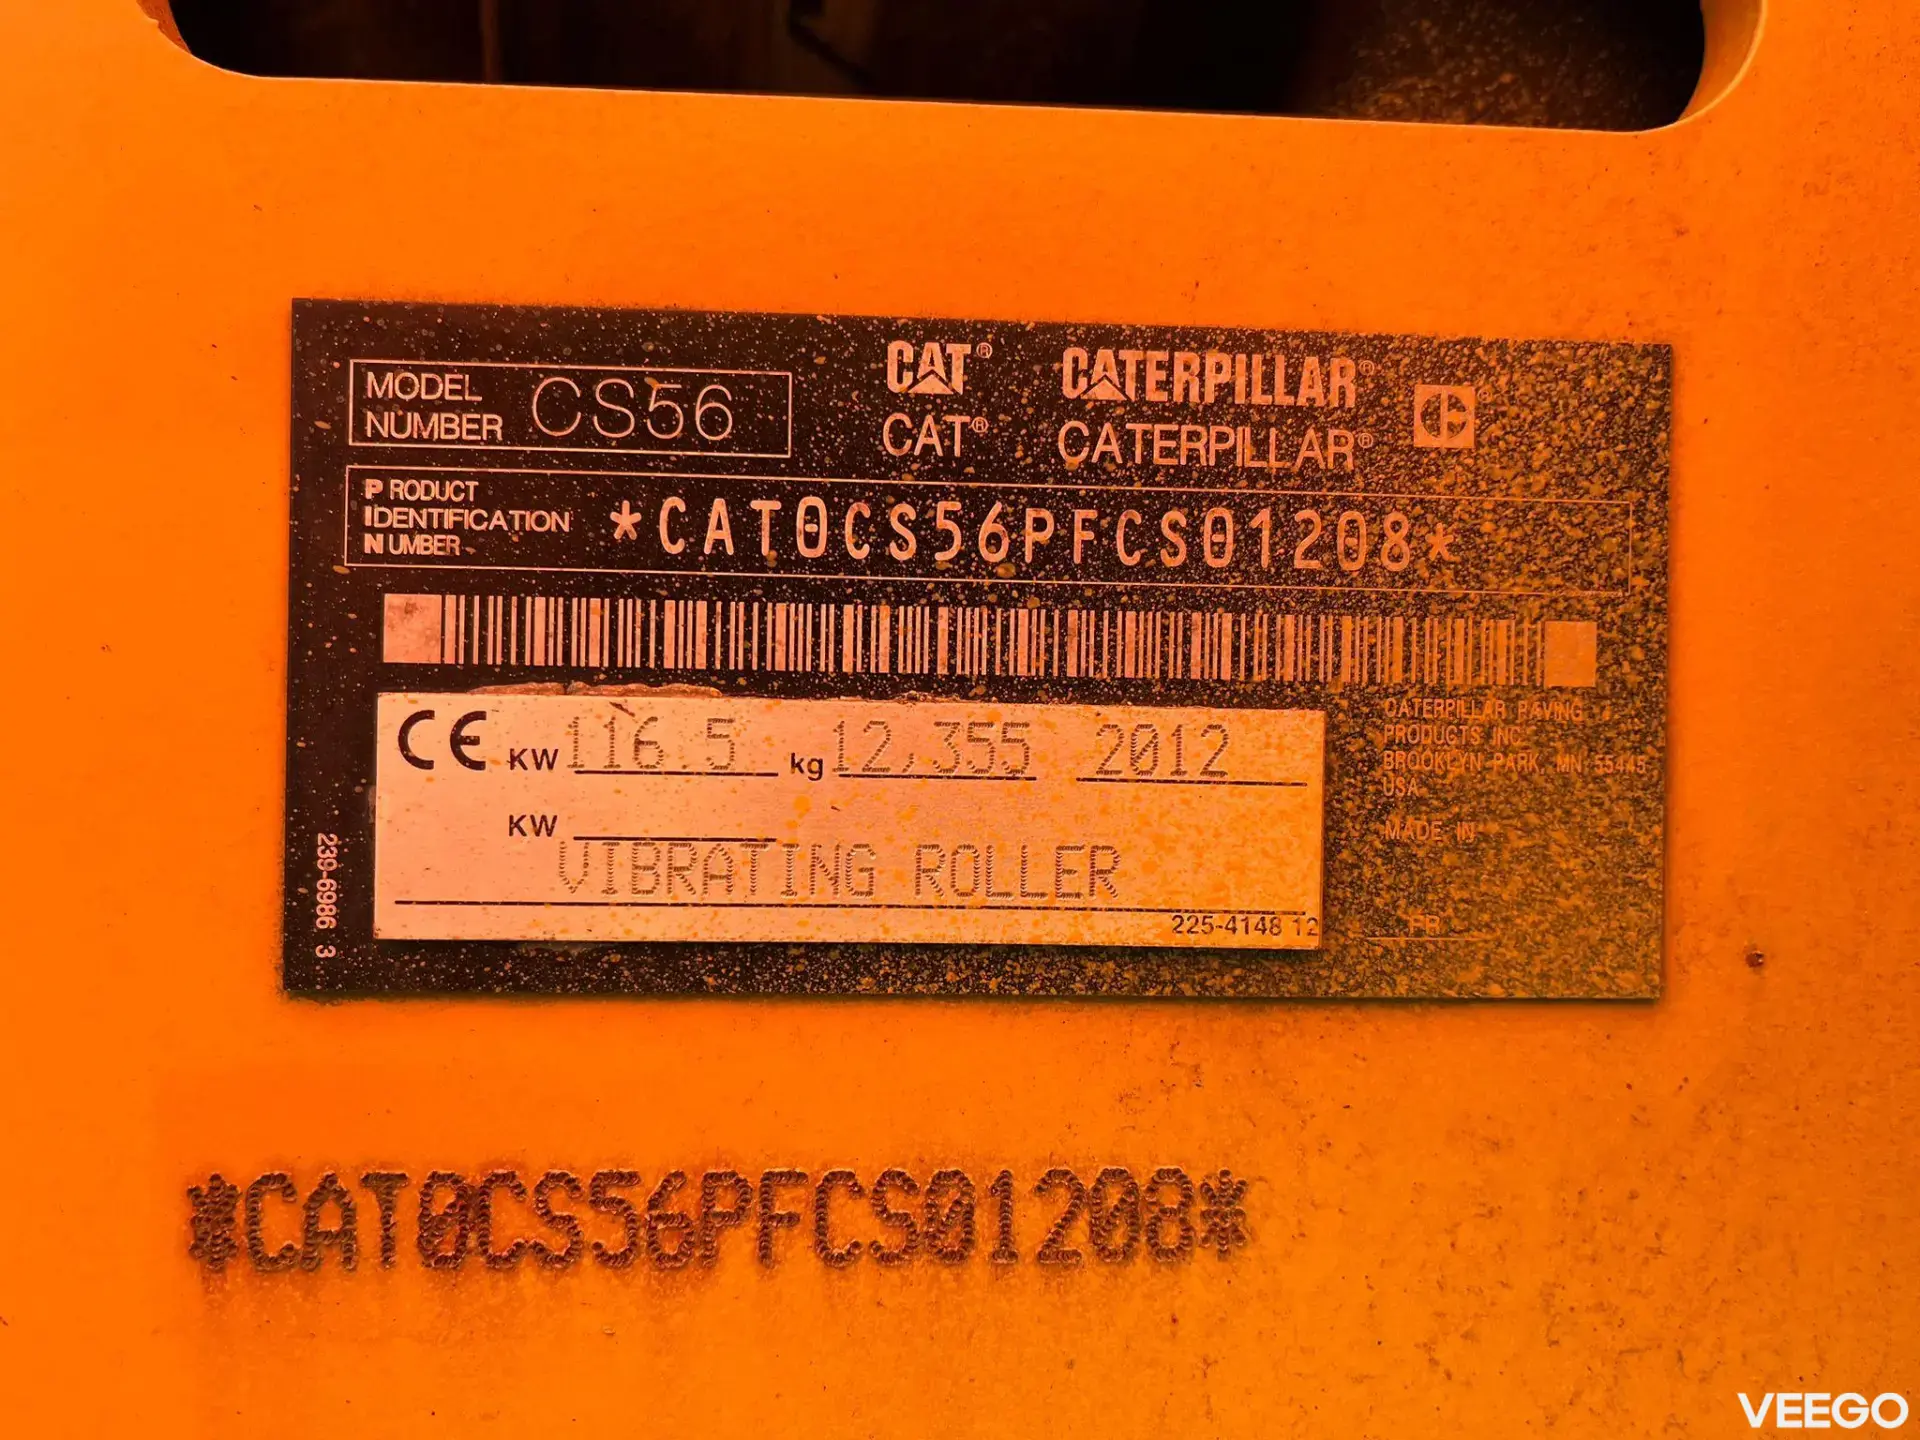 MODEL NUMBER CS56
CAT® CATERPILLAR®
CAT® CATERPILLAR®
PRODUCT IDENTIFICATION NUMBER *CAT0CS56PFCS01208*
CE KW 116.5 kg 12,355 2012
KW
VIBRATING ROLLER
225-4148 12
CATERPILLAR PAVING
PRODUCTS INC
BROOKLYN PARK, MN 55445
USA
MADE IN
FR
239-6986 3
*CAT0CS56PFCS01208*
VEEGO